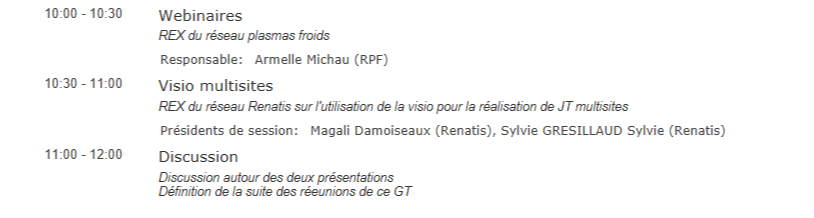 10:00 - 10:30 Webinaires
REX du réseau plasmas froids
Responsable: Armelle Michau (RPF)
10:30 - 11:00 Visio multisites
REX du réseau Renatis sur l'utilisation de la visio pour la réalisation de JT multisites
Présidents de session: Magali Damoiseaux (Renatis), Sylvie GRESILLAUD Sylvie (Renatis)
11:00 - 12:00 Discussion
Discussion autour des deux présentations
Définition de la suite des réeunions de ce GT